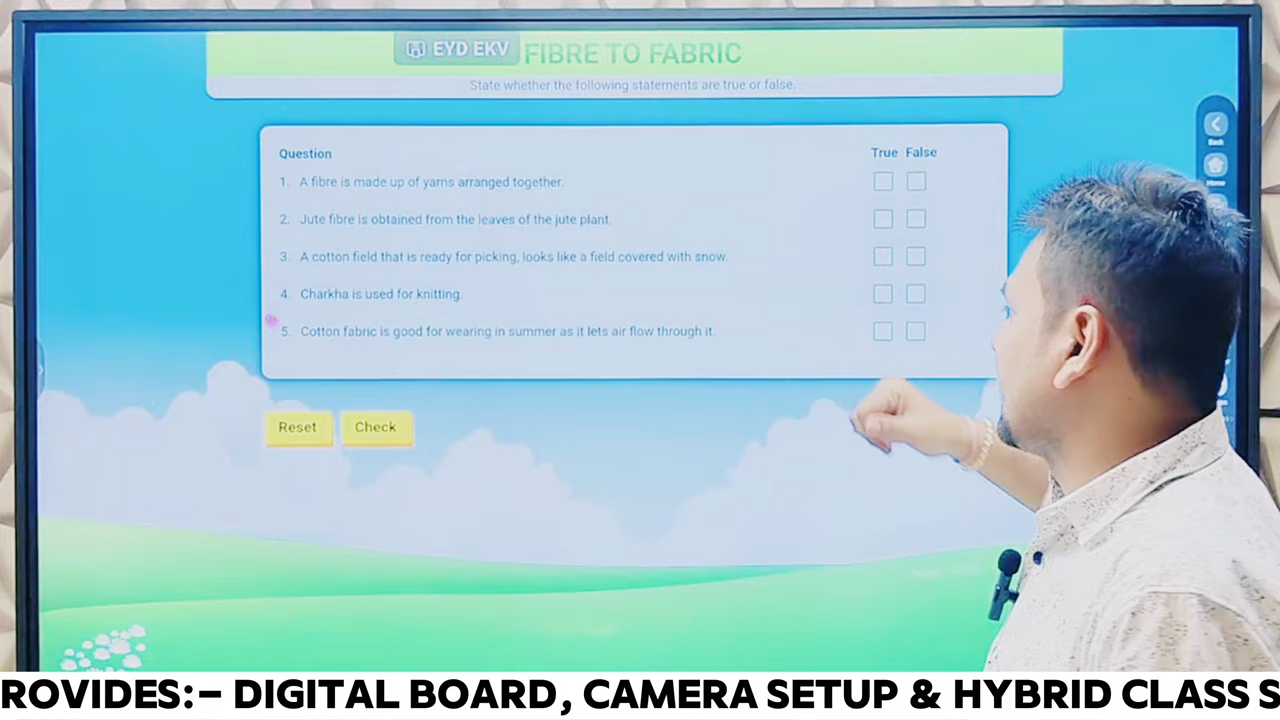 EYD EKV FIBRE TO FABRIC
State whether the following statements are true or false.
Question True False
1. A fibre is made up of yarns arranged together.
2. Jute fibre is obtained from the leaves of the jute plant.
3. A cotton field that is ready for picking, looks like a field covered with snow.
4. Charkha is used for knitting.
5. Cotton fabric is good for wearing in summer as it lets air flow through it.
Back
Home
Reset Check
ROVIDES:– DIGITAL BOARD, CAMERA SETUP & HYBRID CLASS S